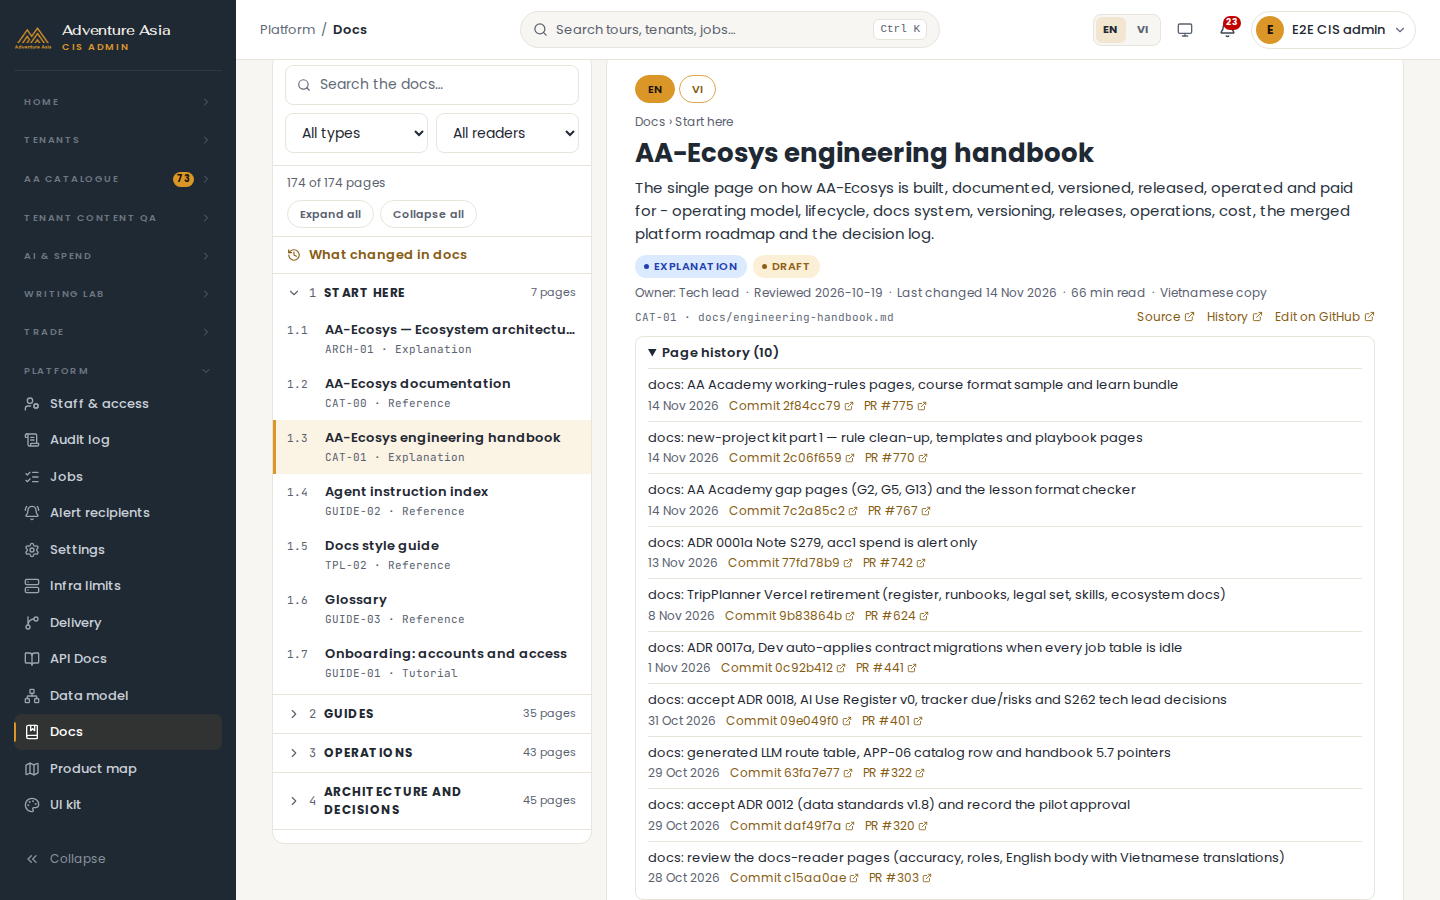 Adventure Asia
Adventure Asia
CIS ADMIN
HOME
TENANTS
AA CATALOGUE 73
TENANT CONTENT QA
AI & SPEND
WRITING LAB
TRADE
PLATFORM
Staff & access
Audit log
Jobs
Alert recipients
Settings
Infra limits
Delivery
API Docs
Data model
Docs
Product map
UI kit
Collapse
Platform / Docs
Search tours, tenants, jobs... Ctrl K
EN VI
23
E E2E CIS admin
Search the docs...
All types All readers
174 of 174 pages
Expand all Collapse all
What changed in docs
1 START HERE 7 pages
1.1 AA-Ecosys — Ecosystem architectu...
ARCH-01 · Explanation
1.2 AA-Ecosys documentation
CAT-00 · Reference
1.3 AA-Ecosys engineering handbook
CAT-01 · Explanation
1.4 Agent instruction index
GUIDE-02 · Reference
1.5 Docs style guide
TPL-02 · Reference
1.6 Glossary
GUIDE-03 · Reference
1.7 Onboarding: accounts and access
GUIDE-01 · Tutorial
2 GUIDES 35 pages
3 OPERATIONS 43 pages
4 ARCHITECTURE AND DECISIONS 45 pages
EN VI
Docs › Start here
AA-Ecosys engineering handbook
The single page on how AA-Ecosys is built, documented, versioned, released, operated and paid
for - operating model, lifecycle, docs system, versioning, releases, operations, cost, the merged
platform roadmap and the decision log.
EXPLANATION DRAFT
Owner: Tech lead · Reviewed 2026-10-19 · Last changed 14 Nov 2026 · 66 min read · Vietnamese copy
CAT-01 · docs/engineering-handbook.md Source History Edit on GitHub
Page history (10)
docs: AA Academy working-rules pages, course format sample and learn bundle
14 Nov 2026 Commit 2f84cc79 PR #775
docs: new-project kit part 1 — rule clean-up, templates and playbook pages
14 Nov 2026 Commit 2c06f659 PR #770
docs: AA Academy gap pages (G2, G5, G13) and the lesson format checker
14 Nov 2026 Commit 7c2a85c2 PR #767
docs: ADR 0001a Note S279, acc1 spend is alert only
13 Nov 2026 Commit 77fd78b9 PR #742
docs: TripPlanner Vercel retirement (register, runbooks, legal set, skills, ecosystem docs)
8 Nov 2026 Commit 9b83864b PR #624
docs: ADR 0017a, Dev auto-applies contract migrations when every job table is idle
1 Nov 2026 Commit 0c92b412 PR #441
docs: accept ADR 0018, AI Use Register v0, tracker due/risks and S262 tech lead decisions
31 Oct 2026 Commit 09e049f0 PR #401
docs: generated LLM route table, APP-06 catalog row and handbook 5.7 pointers
29 Oct 2026 Commit 63fa7e77 PR #322
docs: accept ADR 0012 (data standards v1.8) and record the pilot approval
29 Oct 2026 Commit daf49f7a PR #320
docs: review the docs-reader pages (accuracy, roles, English body with Vietnamese translations)
28 Oct 2026 Commit c15aa0ae PR #303